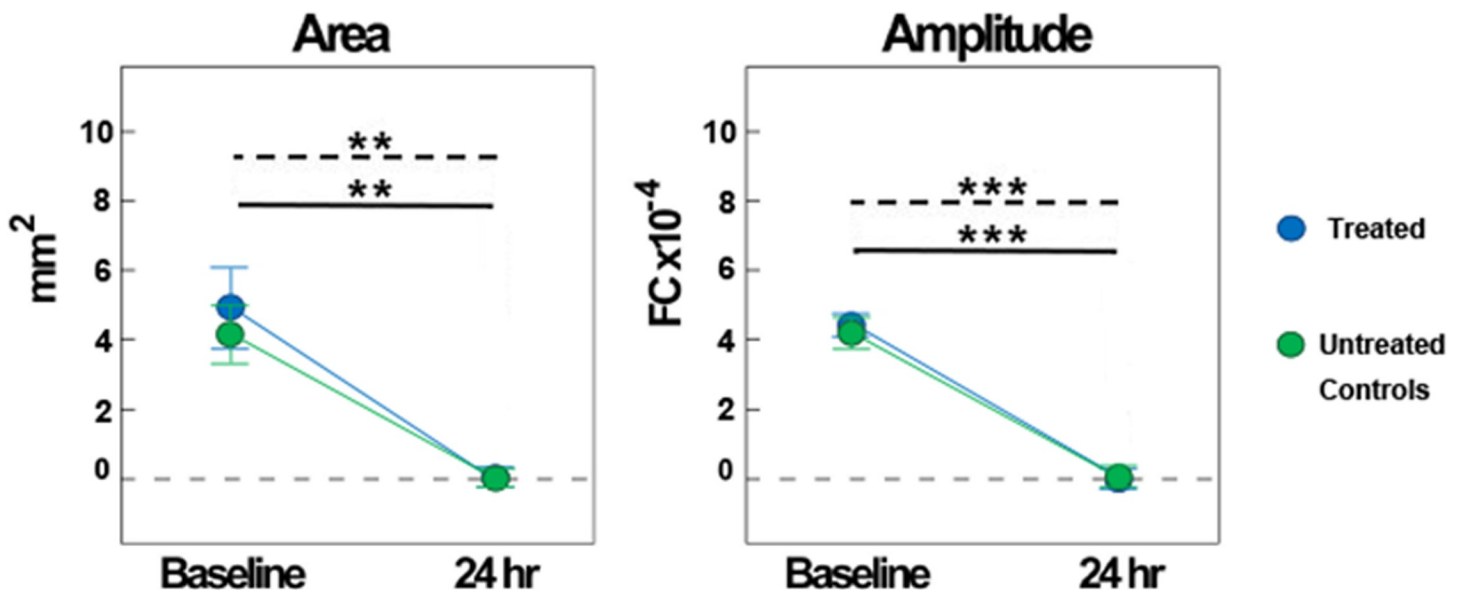 Area
10
8
6
4
2
0
mm²
**
**
Baseline 24 hr
Amplitude
10
8
6
4
2
0
FC x10⁻⁴
***
***
Baseline 24 hr
Treated
Untreated
Controls